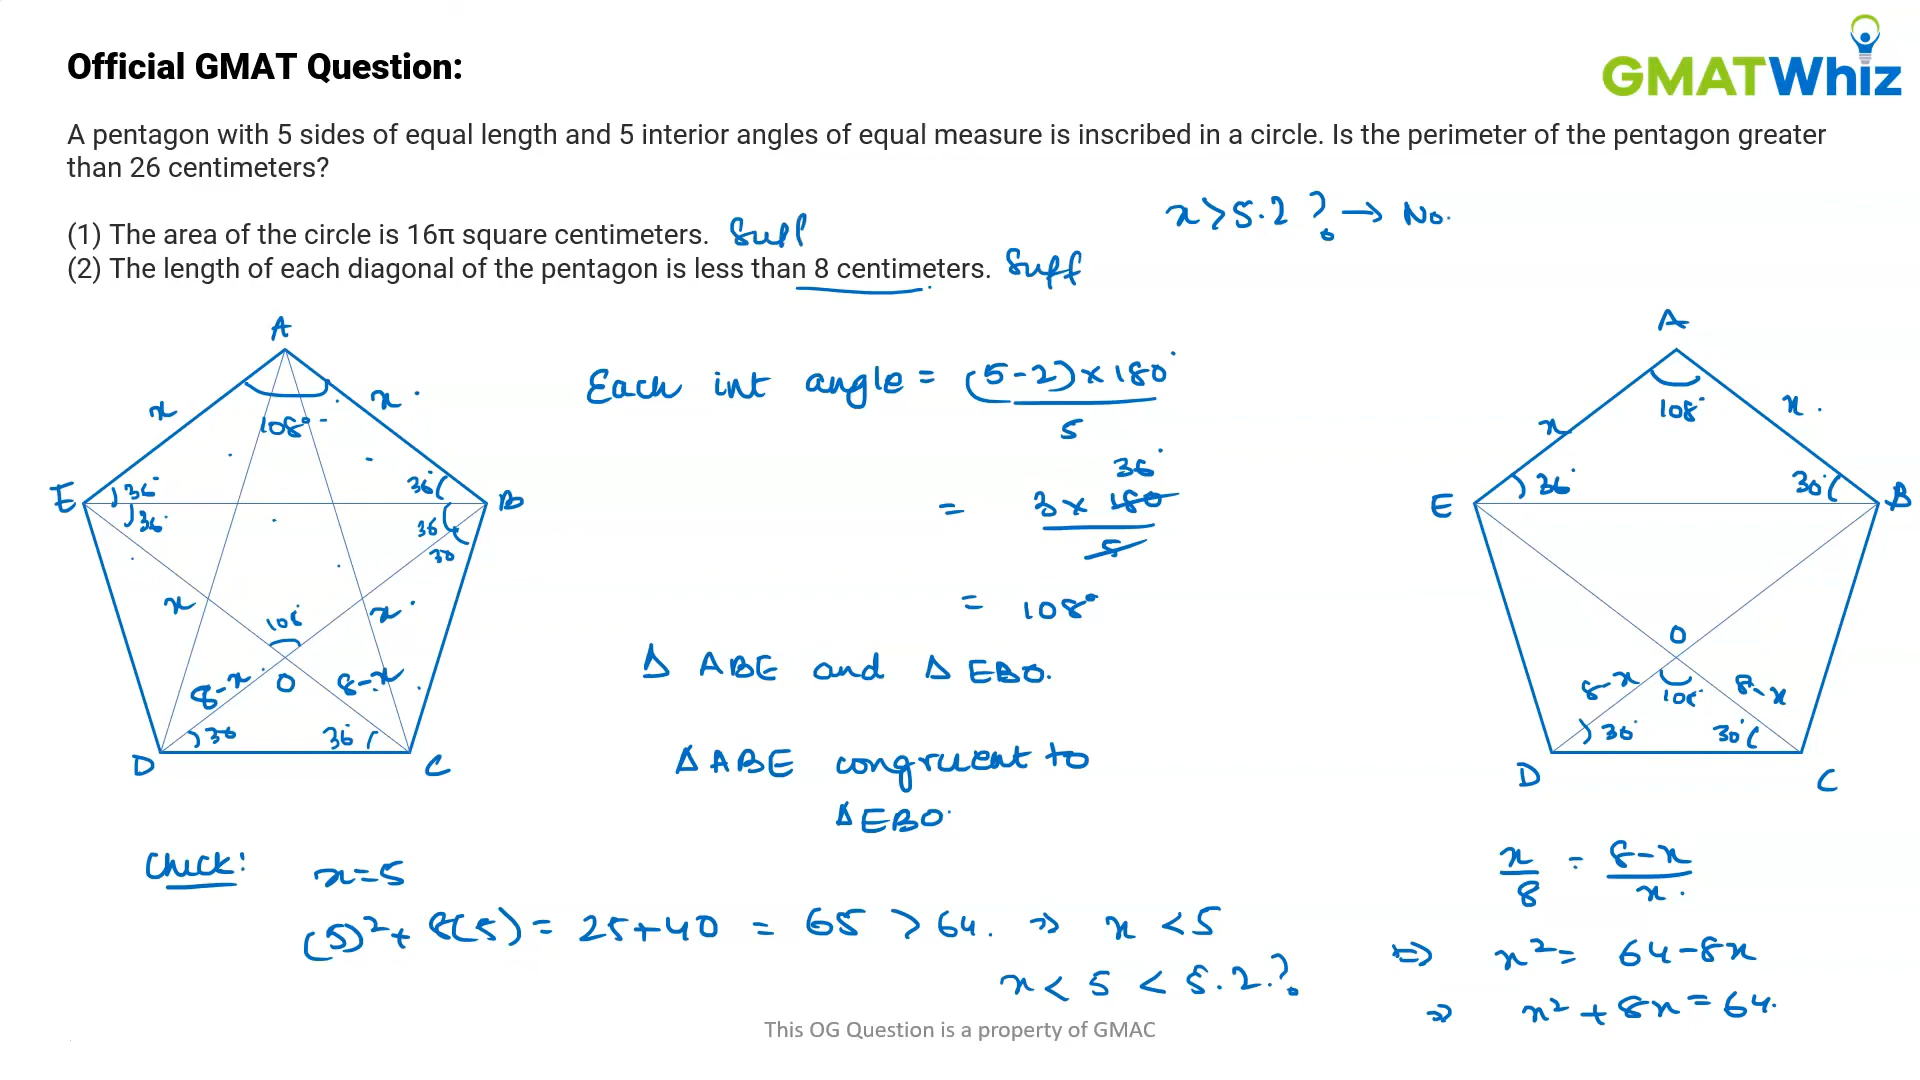 Official GMAT Question:
GMATWhiz
A pentagon with 5 sides of equal length and 5 interior angles of equal measure is inscribed in a circle. Is the perimeter of the pentagon greater
than 26 centimeters?
x > 5.2 ? → No.
(1) The area of the circle is 16π square centimeters. Suff
(2) The length of each diagonal of the pentagon is less than 8 centimeters. Suff
A
x
x
108°
E
36°
36°
36
36
B
36
x
x
108°
8-x
O
8-x
36
36°
D
C
Each int angle = (5-2) x 180°
5
36°
= 3 x 180
5
= 108°
Δ ABE and Δ EBO.
Δ ABE congruent to
Δ EBO
A
108°
x
x
E
36°
36°
B
O
8-x
108°
8-x
36°
36°
D
C
Check:
x=5
(5)²+ 8(5) = 25+40 = 65 > 64. ⇒ x < 5
x < 5 < 5.2.?
x/8 = 8-x/x
⇒ x² = 64-8x
⇒ x² + 8x = 64.
This OG Question is a property of GMAC